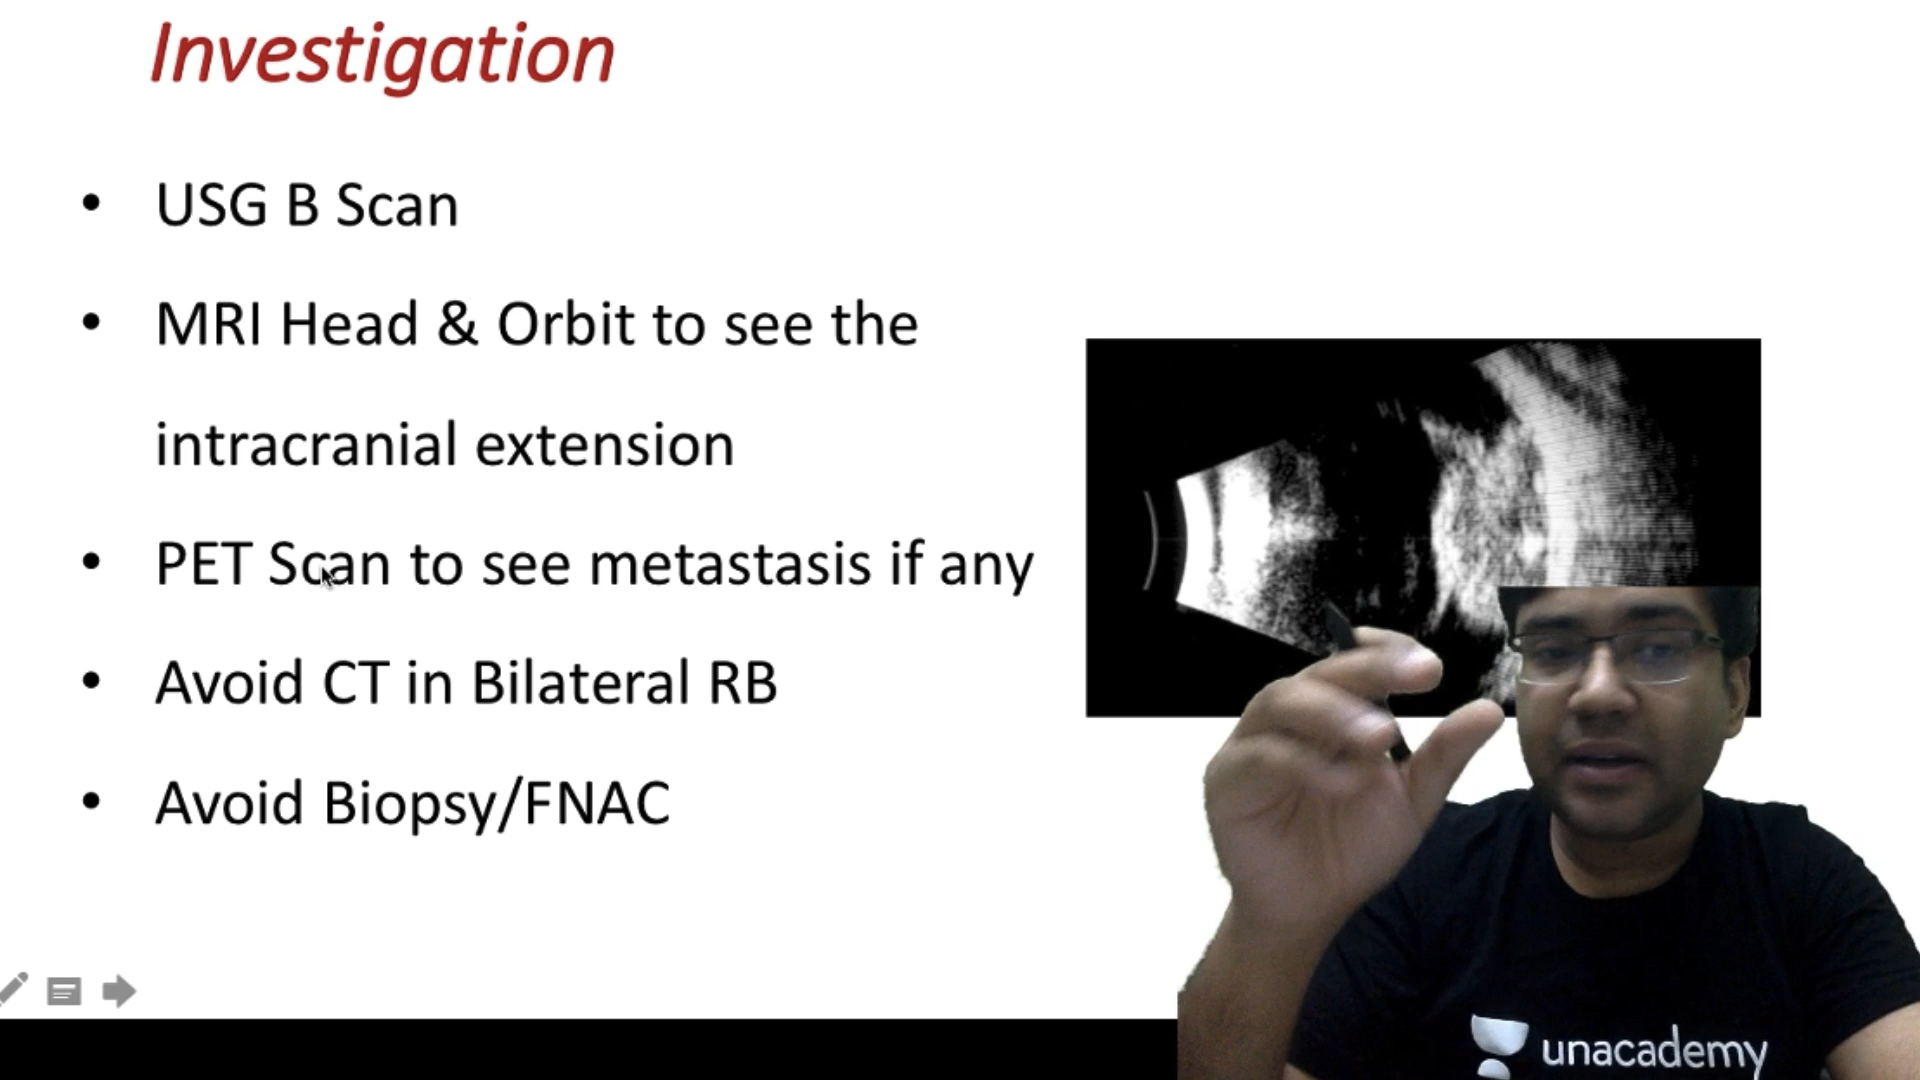 Investigation
• USG B Scan
• MRI Head & Orbit to see the
intracranial extension
• PET Scan to see metastasis if any
• Avoid CT in Bilateral RB
• Avoid Biopsy/FNAC
unacademy